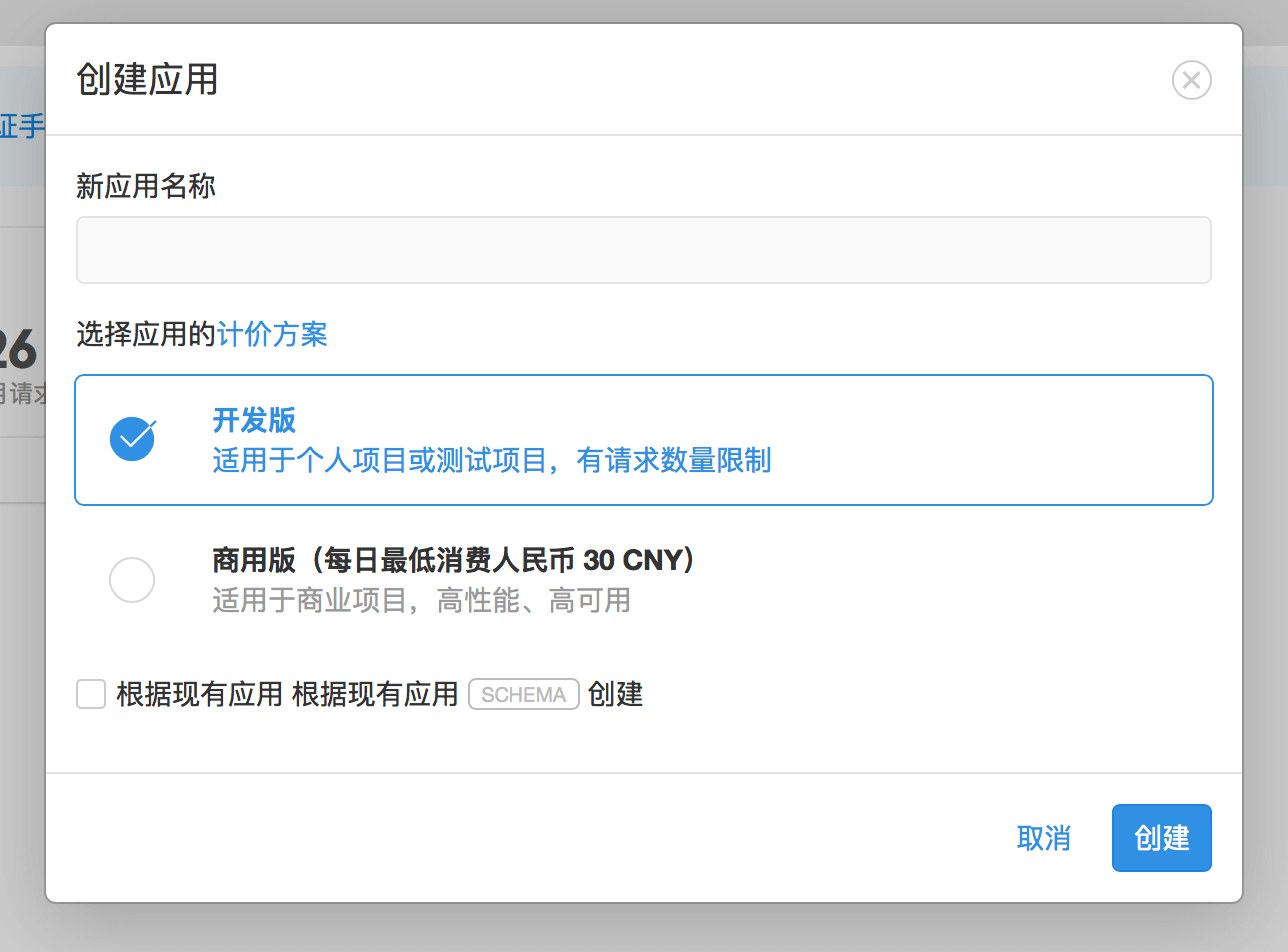 创建应用
证手
新应用名称
选择应用的计价方案
26
请求
开发版
适用于个人项目或测试项目，有请求数量限制
商用版（每日最低消费人民币 30 CNY）
适用于商业项目，高性能、高可用
根据现有应用 根据现有应用 SCHEMA 创建
取消
创建